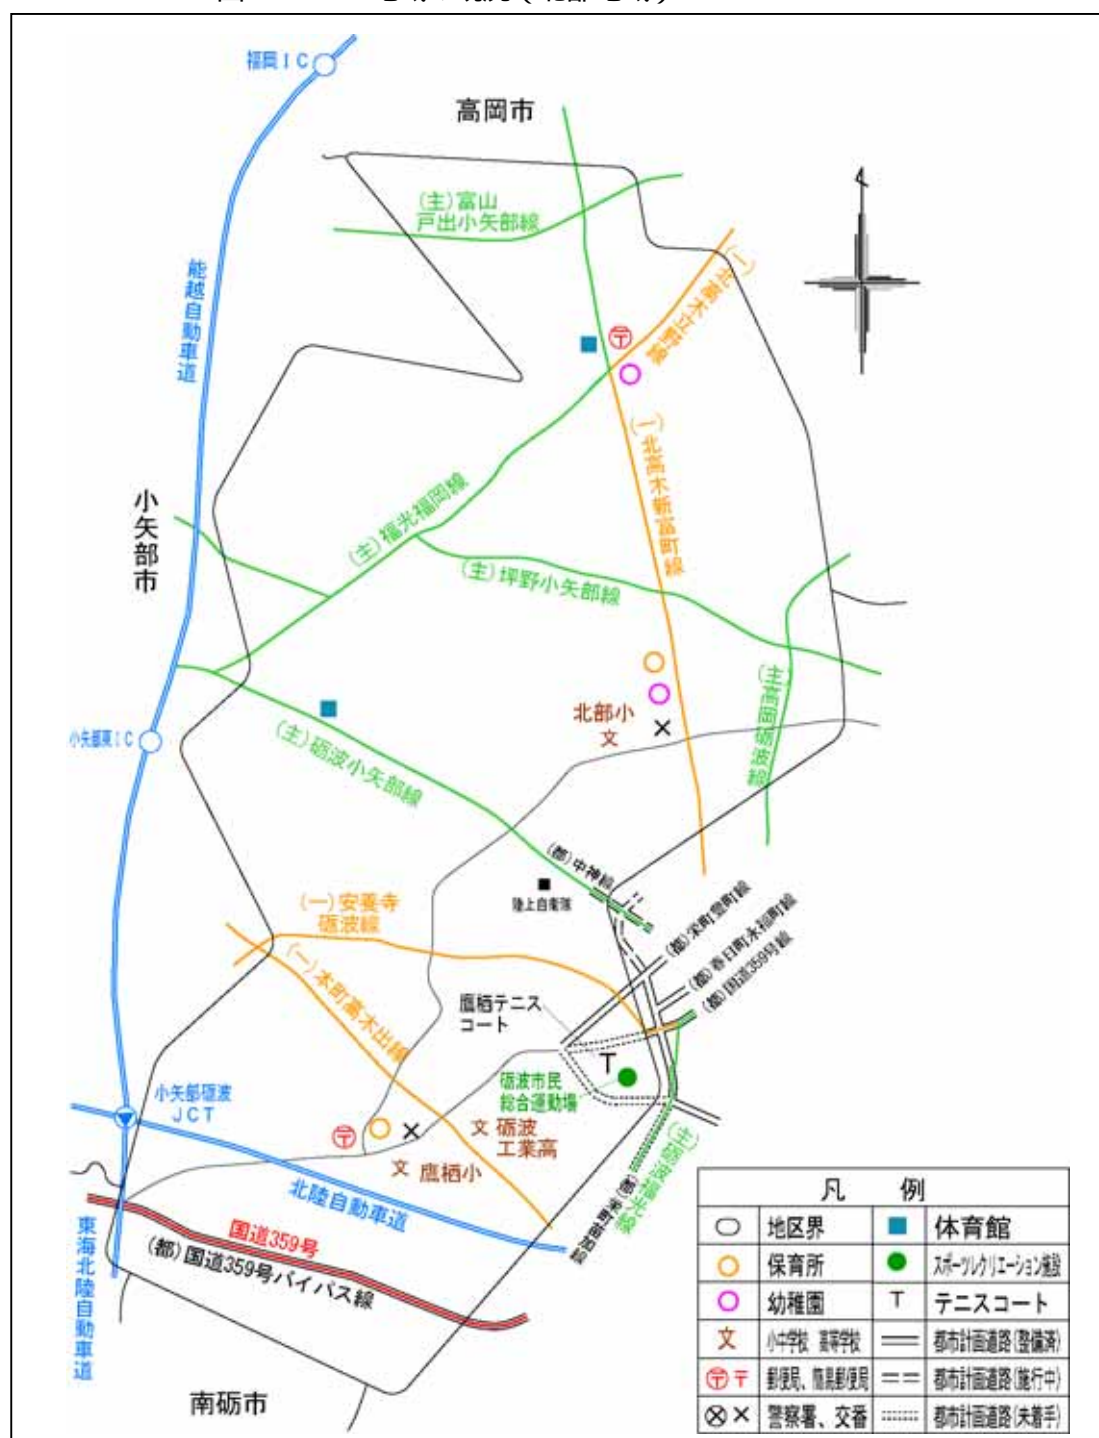 福岡ＩＣ
高岡市
(主)富山
戸出小矢部線
(一)北高木立野線
能越自動車道
(一)北高木新富町線
小矢部市
(主)福光福岡線
(主)坪野小矢部線
(主)高岡砺波線
北部小
文
小矢部東ＩＣ
(主)砺波小矢部線
(都)中神線
陸上自衛隊
(一)安養寺
砺波線
(都)栄町豊町線
(都)春日町永福町線
(都)国道359号線
(一)本町高木出線
鷹栖テニス
コート
T
砺波市民
総合運動場
小矢部砺波
ＪＣＴ
文 砺波
工業高
文 鷹栖小
(主)砺波福光線
(都)栄町苗加線
北陸自動車道
国道359号
(都)国道359号バイパス線
東海北陸自動車道
南砺市
凡 例
地区界 体育館
保育所 スポーツレクリエーション施設
幼稚園 T テニスコート
文 小中学校 高等学校 都市計画道路(整備済)
〒 郵便局、簡易郵便局 都市計画道路(施行中)
警察署、交番 都市計画道路(未着手)